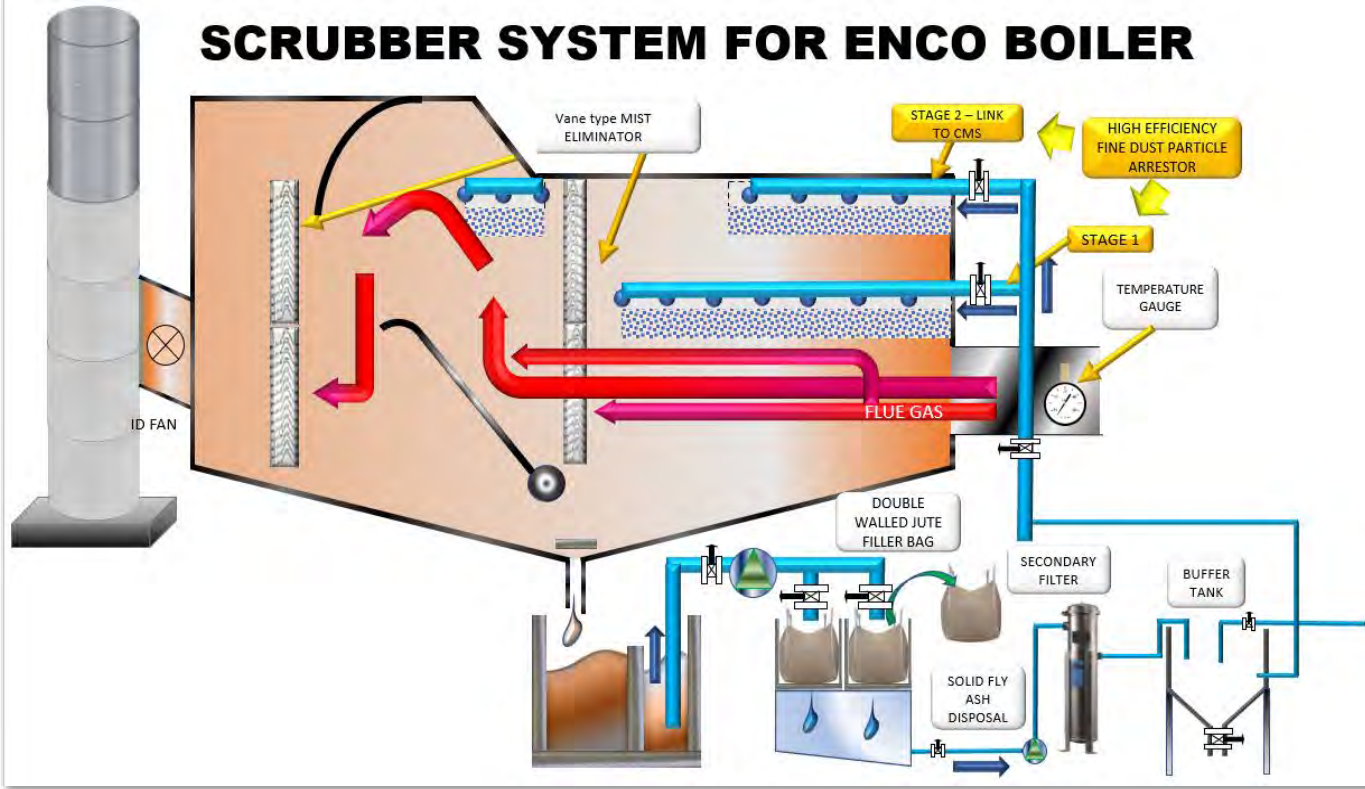 SCRUBBER SYSTEM FOR ENCO BOILER
Vane type MIST
ELIMINATOR
STAGE 2 – LINK
TO CMS
HIGH EFFICIENCY
FINE DUST PARTICLE
ARRESTOR
STAGE 1
TEMPERATURE
GAUGE
FLUE GAS
ID FAN
DOUBLE
WALLED JUTE
FILLER BAG
SECONDARY
FILTER
BUFFER
TANK
SOLID FLY
ASH
DISPOSAL